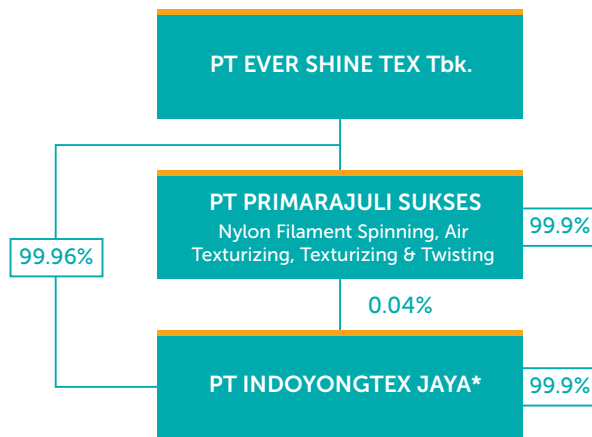 PT EVER SHINE TEX Tbk.
PT PRIMARAJULI SUKSES
Nylon Filament Spinning, Air
Texturizing, Texturizing & Twisting
99.9%
99.96%
0.04%
PT INDOYONGTEX JAYA*
99.9%